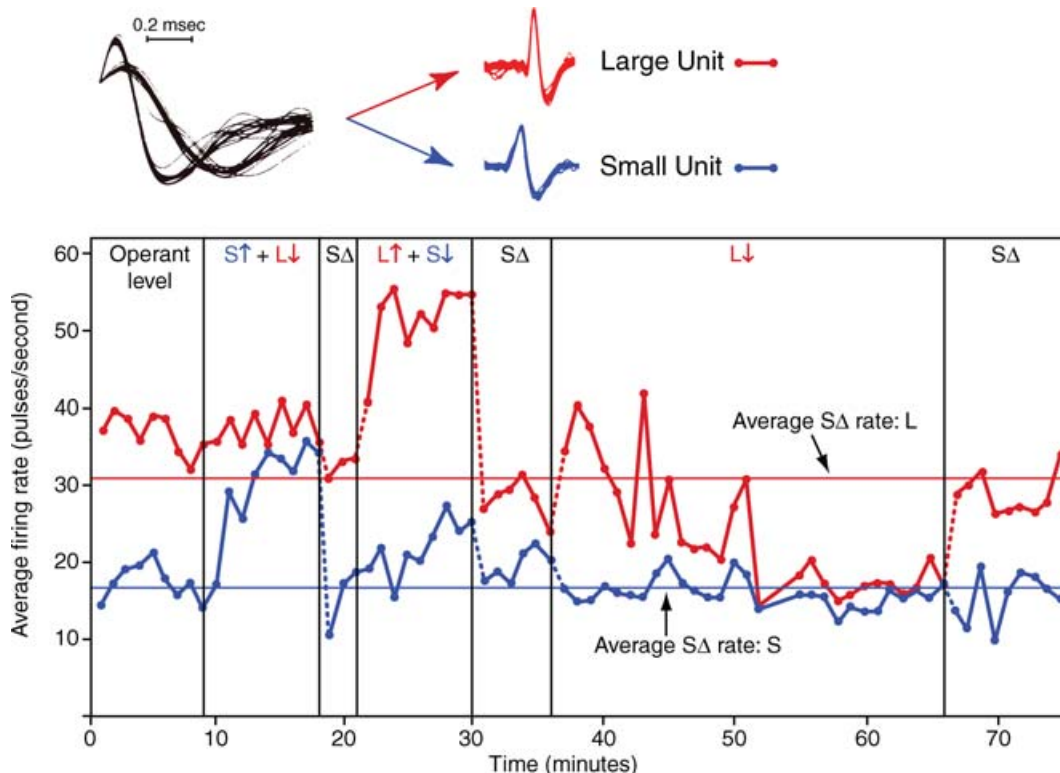 0.2 msec
Large Unit
Small Unit
Average firing rate (pulses/second)
60
50
40
30
20
10
Operant
level
S↑ + L↓
SΔ
L↑ + S↓
SΔ
L↓
SΔ
Average SΔ rate: L
Average SΔ rate: S
0
10
20
30
40
50
60
70
Time (minutes)